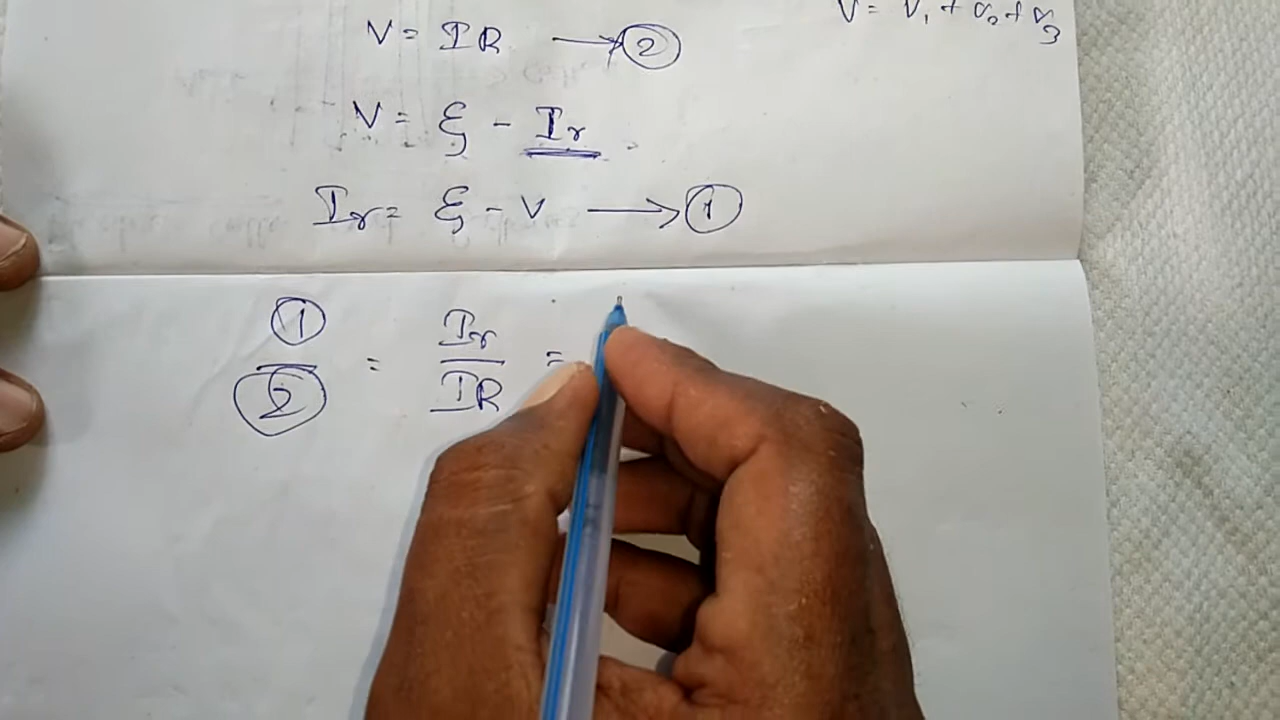 V = V₁ + V₂ + V₃
V = IR → ②
V = ξ - Ir
Ir = ξ - V → ①
①/② = Ir/IR =